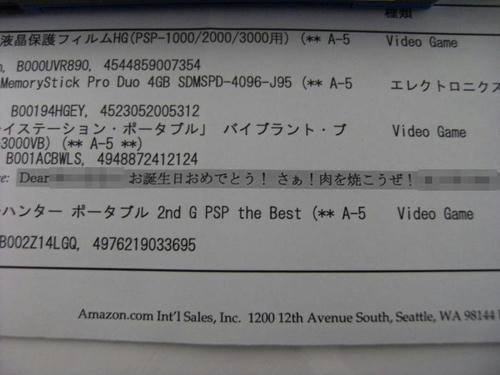 種類
液晶保護フィルムHG(PSP-1000/2000/3000用) (** A-5 Video Game
B000UVR890, 4544859007354
MemoryStick Pro Duo 4GB SDMSPD-4096-J95 (** A-5 エレクトロニクス
B00194HGEY, 4523052005312
イステーション・ポータブル」 バイブラント・ブ Video Game
-3000VB) (** A-5 **)
B001ACBWLS, 4948872412124
e: Dear お誕生日おめでとう! さぁ!肉を焼こうぜ!
ハンター ポータブル 2nd G PSP the Best (** A-5 Video Game
B002Z14LGQ, 4976219033695
Amazon.com Int'l Sales, Inc. 1200 12th Avenue South, Seattle, WA 98144